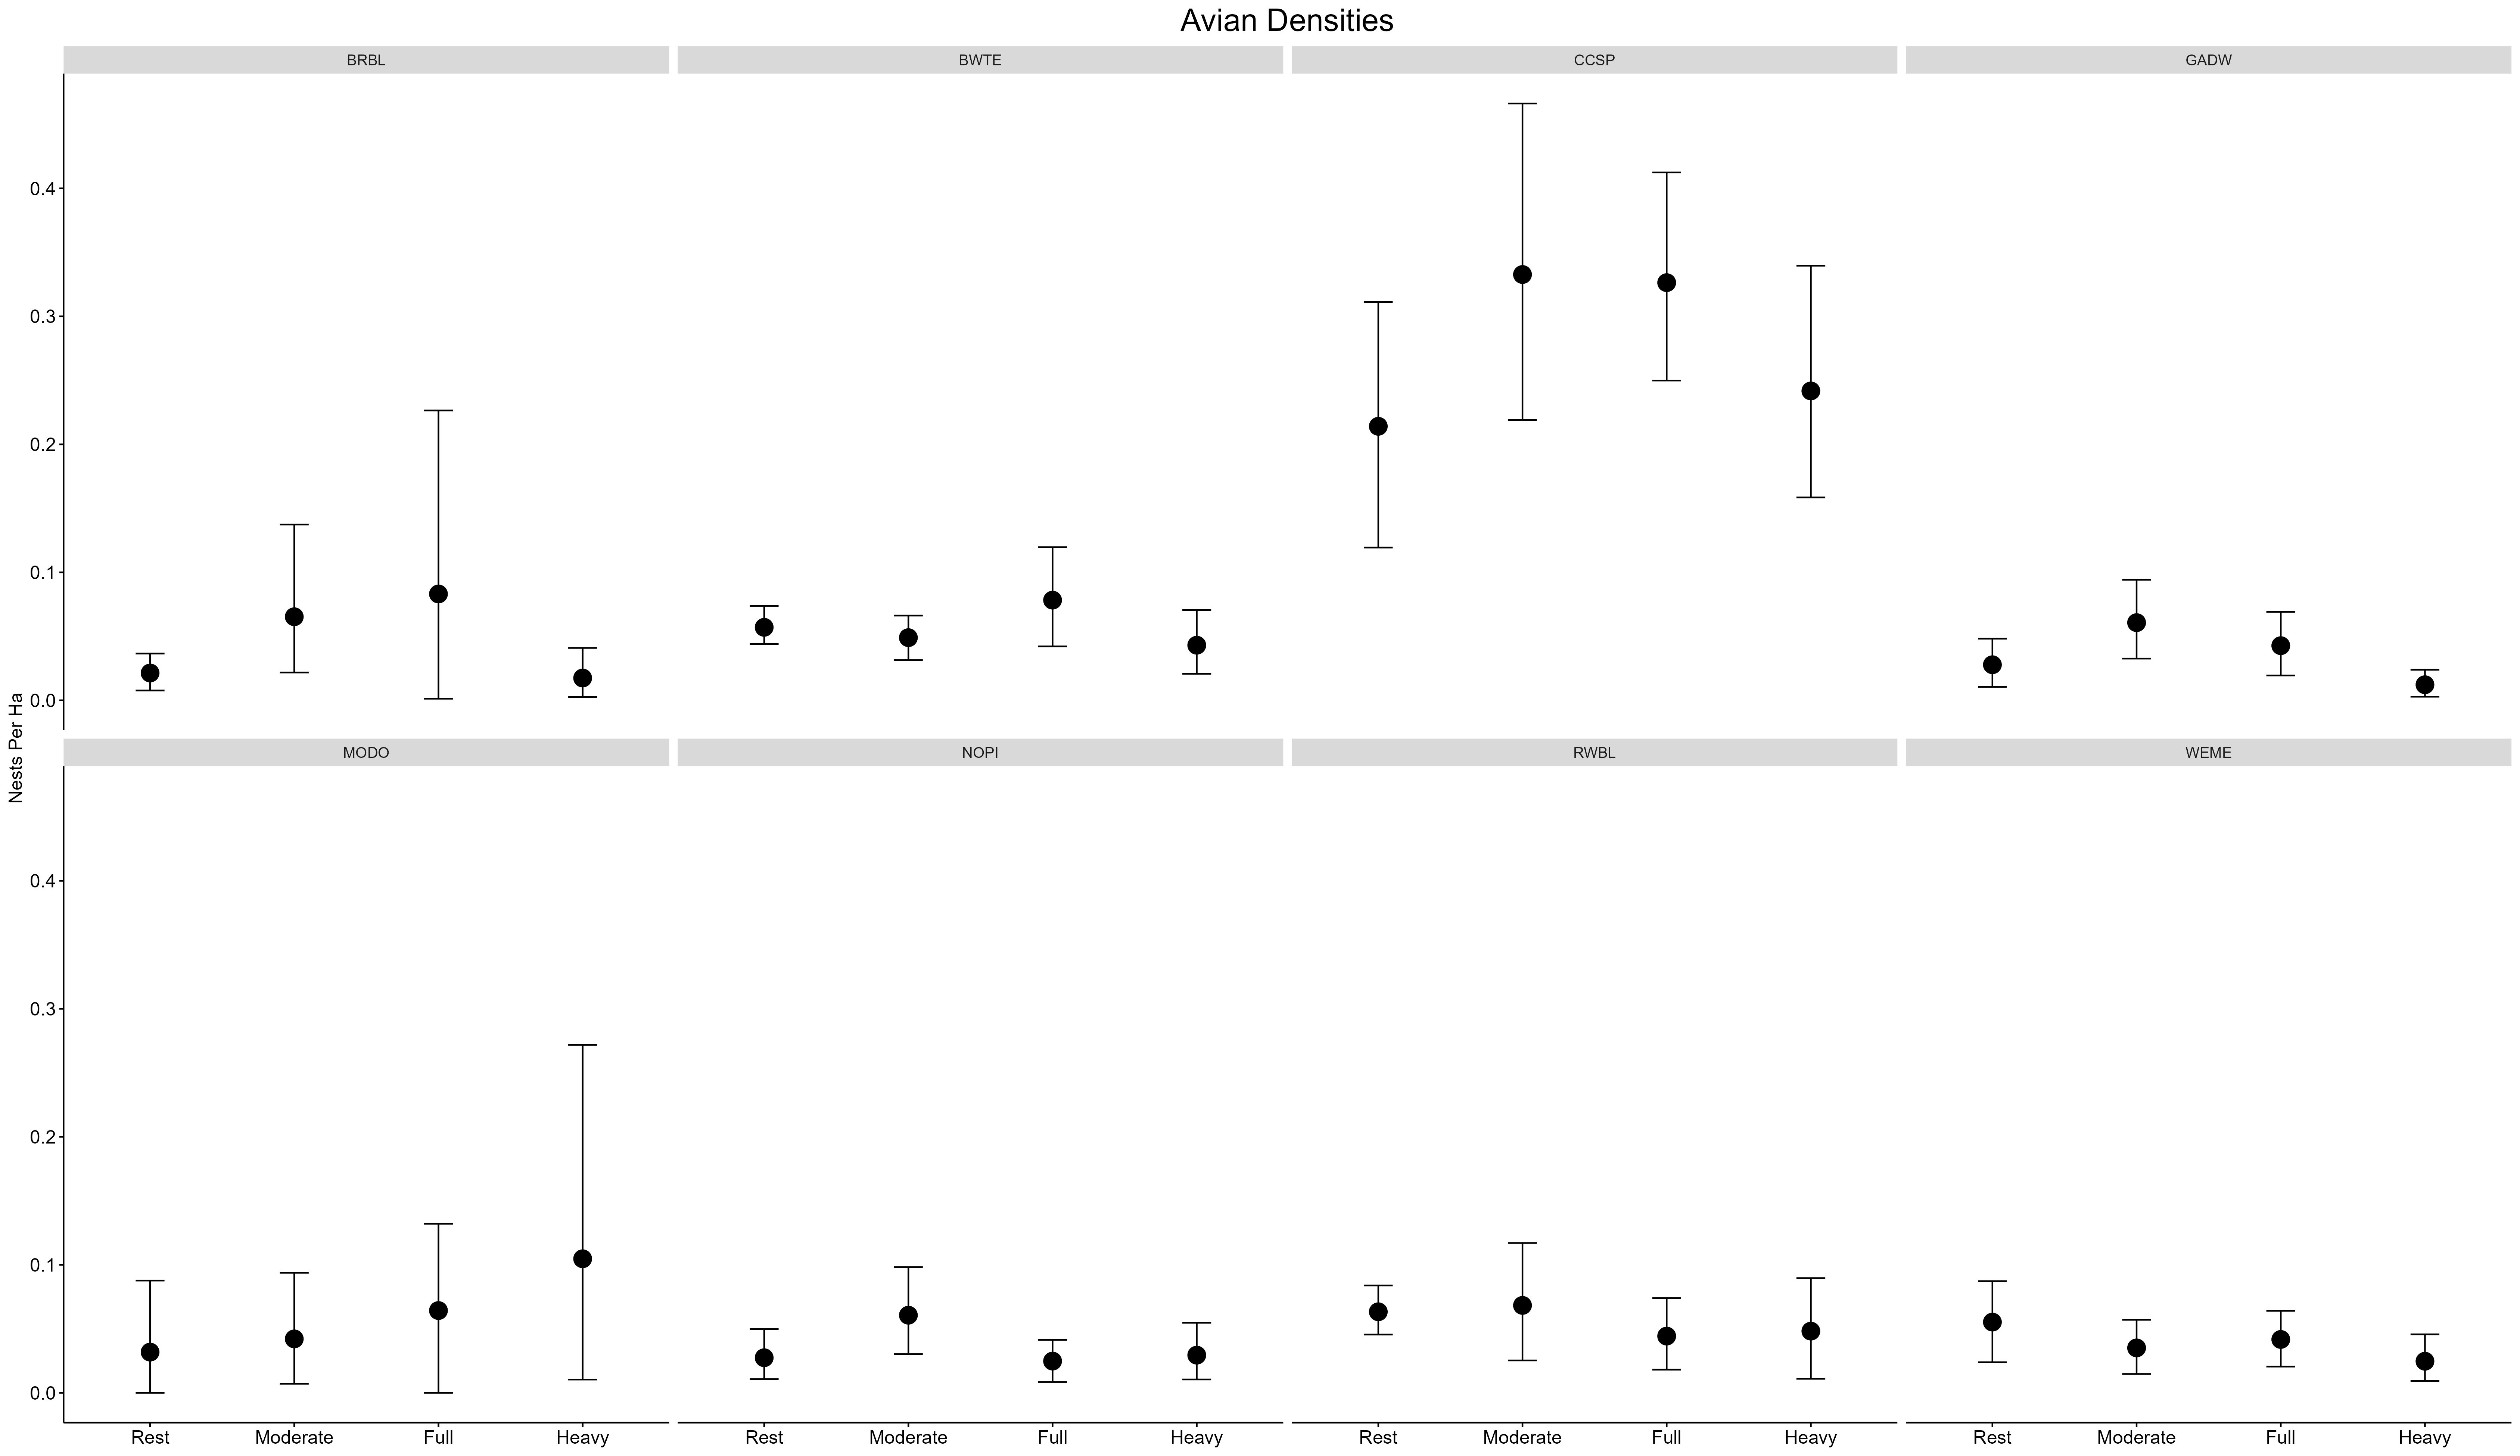 Avian Densities
BRBL BWTE CCSP GADW
0.4
0.3
0.2
0.1
0.0
Nests Per Ha
MODO NOPI RWBL WEME
0.4
0.3
0.2
0.1
0.0
Rest Moderate Full Heavy Rest Moderate Full Heavy Rest Moderate Full Heavy Rest Moderate Full Heavy